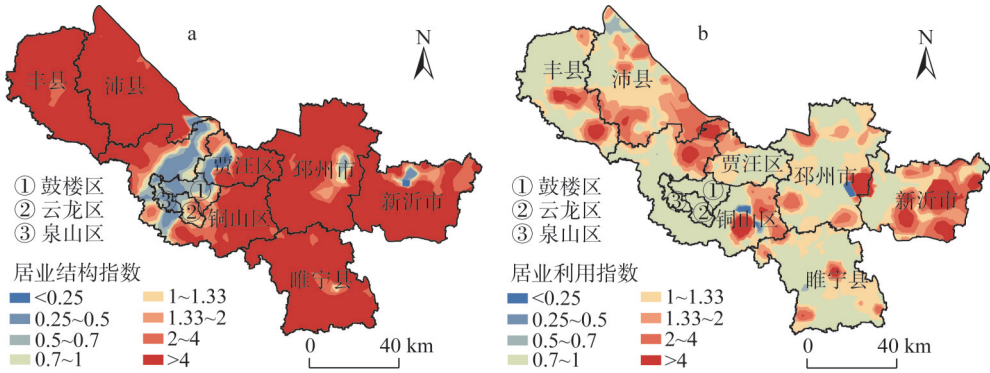 a
N
丰县
沛县
贾汪区
邳州市
新沂市
铜山区
睢宁县
①
②
③
① 鼓楼区
② 云龙区
③ 泉山区
居业结构指数
<0.25
0.25~0.5
0.5~0.7
0.7~1
1~1.33
1.33~2
2~4
>4
0 40 km
b
N
丰县
沛县
贾汪区
邳州市
新沂市
铜山区
睢宁县
①
②
③
① 鼓楼区
② 云龙区
③ 泉山区
居业利用指数
<0.25
0.25~0.5
0.5~0.7
0.7~1
1~1.33
1.33~2
2~4
>4
0 40 km